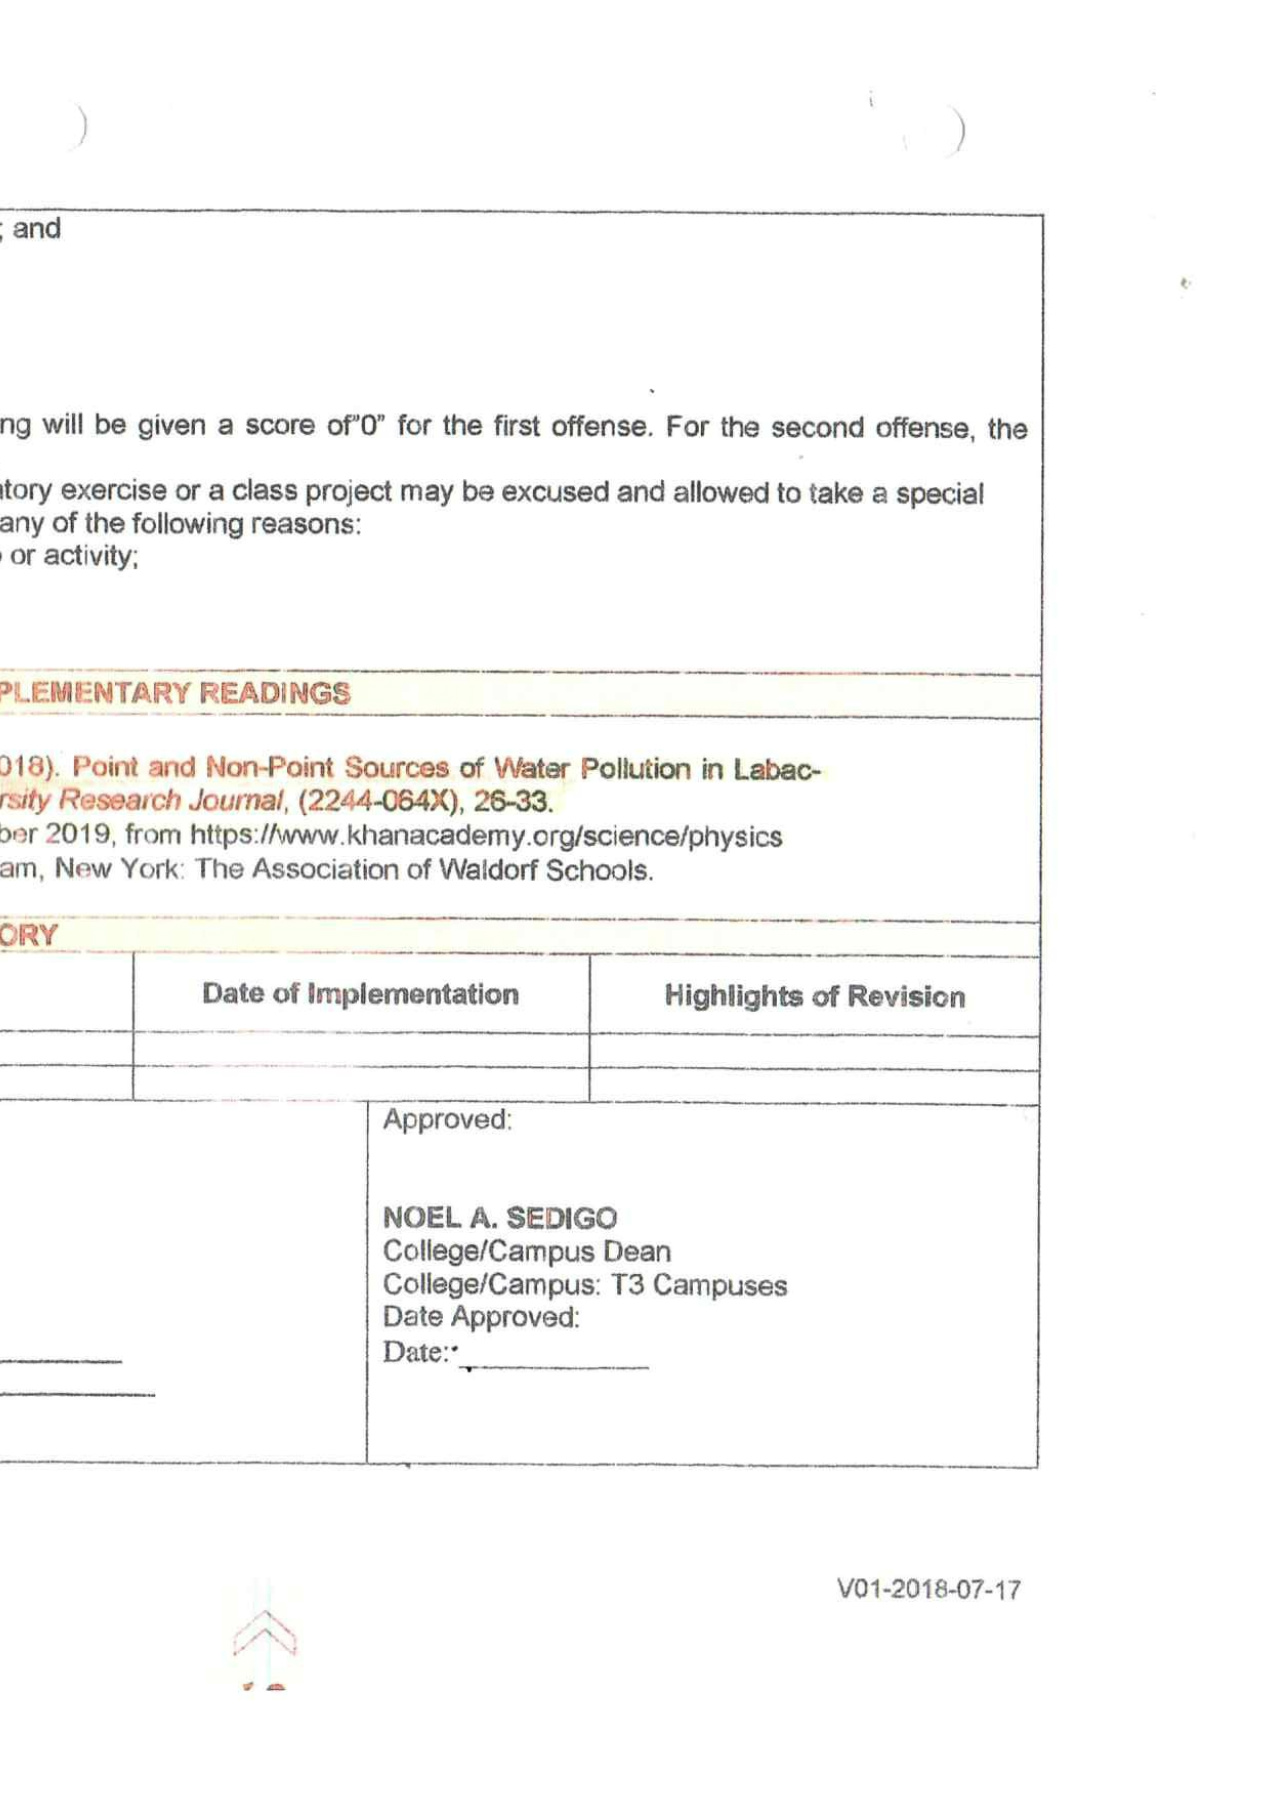 ; and
ng will be given a score of"0" for the first offense. For the second offense, the
atory exercise or a class project may be excused and allowed to take a special
any of the following reasons:
or activity;
PLEMENTARY READINGS
018). Point and Non-Point Sources of Water Pollution in Labac-
rsity Research Journal, (2244-064X), 26-33.
ber 2019, from https://www.khanacademy.org/science/physics
am, New York: The Association of Waldorf Schools.
ORY
Date of Implementation Highlights of Revision
Approved:
NOEL A. SEDIGO
College/Campus Dean
College/Campus: T3 Campuses
Date Approved:
Date:
V01-2018-07-17